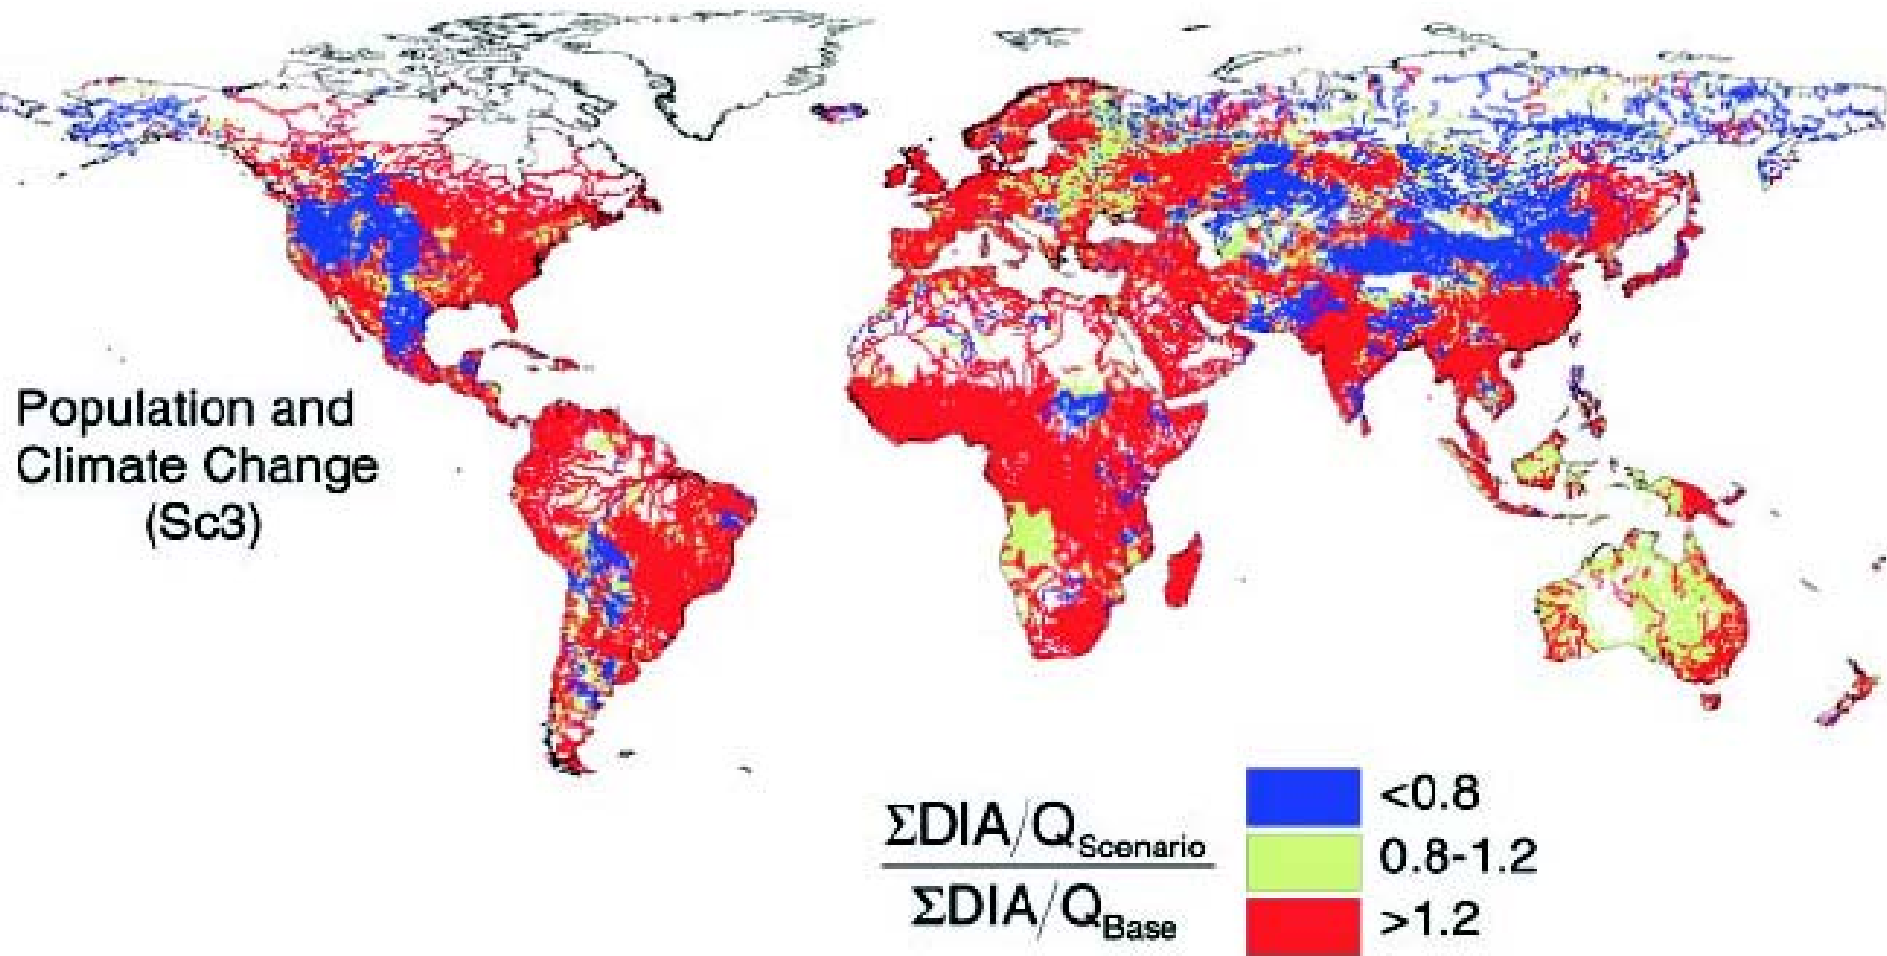 Population and
Climate Change
(Sc3)
ΣDIA/QScenario
ΣDIA/QBase
<0.8
0.8-1.2
>1.2